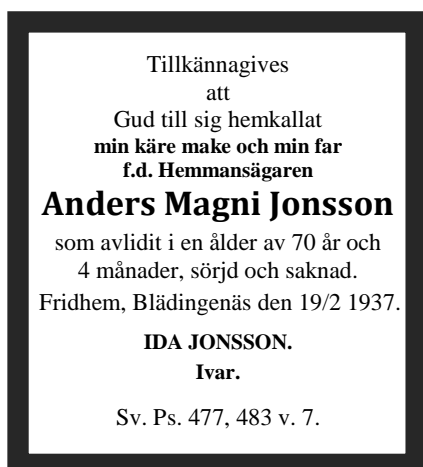 Tillkännagives
att
Gud till sig hemkallat
min käre make och min far
f.d. Hemmansägaren
Anders Magni Jonsson
som avlidit i en ålder av 70 år och
4 månader, sörjd och saknad.
Fridhem, Blädingenäs den 19/2 1937.
IDA JONSSON.
Ivar.
Sv. Ps. 477, 483 v. 7.